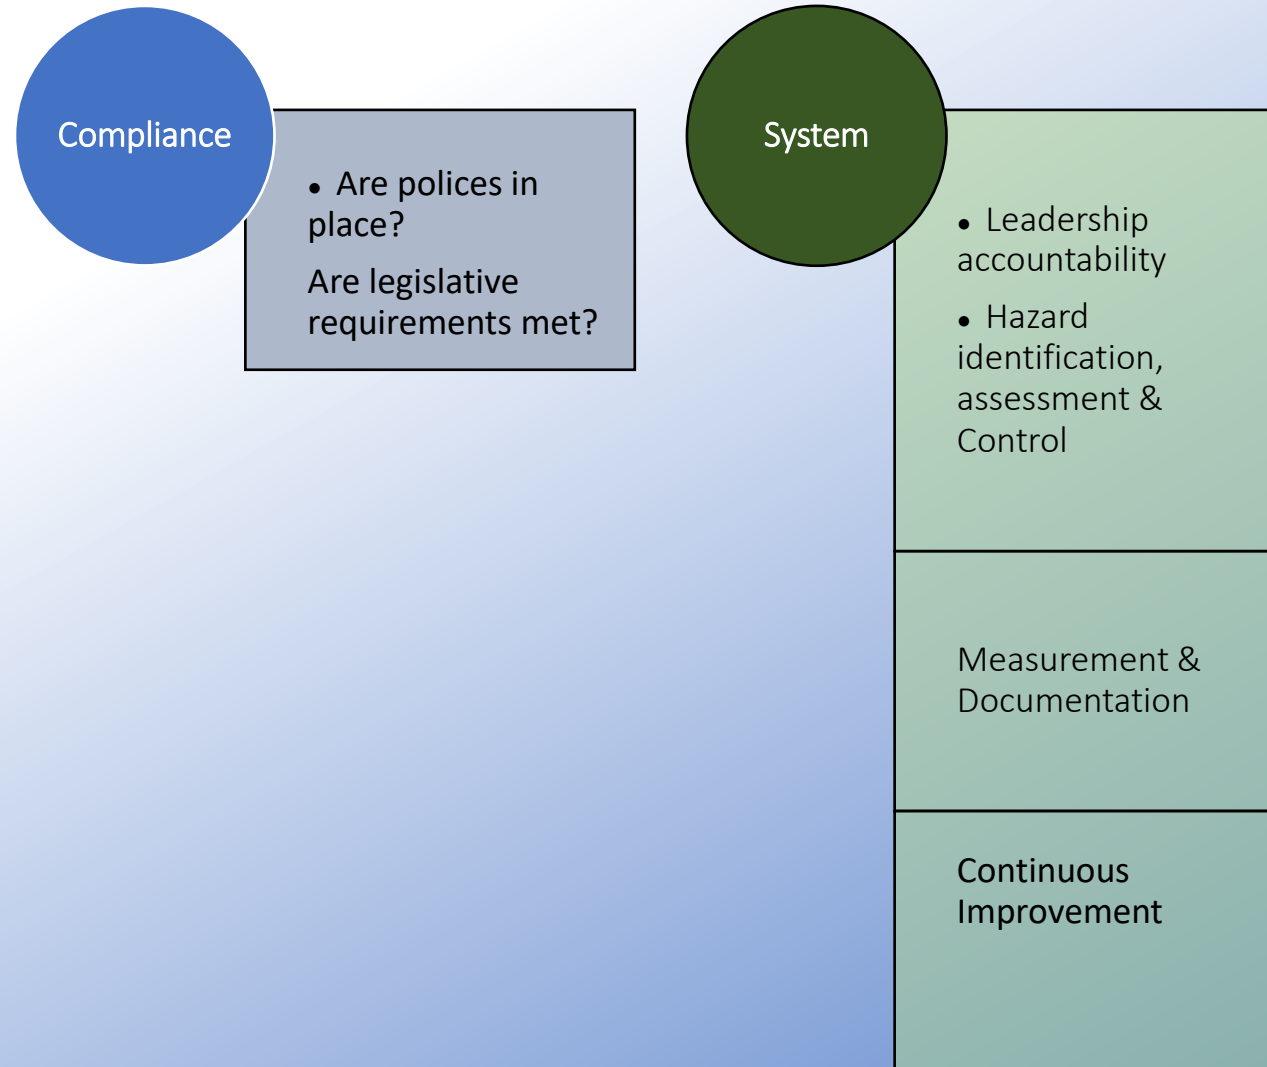 Compliance
• Are polices in
place?
Are legislative
requirements met?
System
• Leadership
accountability
• Hazard
identification,
assessment &
Control
Measurement &
Documentation
Continuous
Improvement